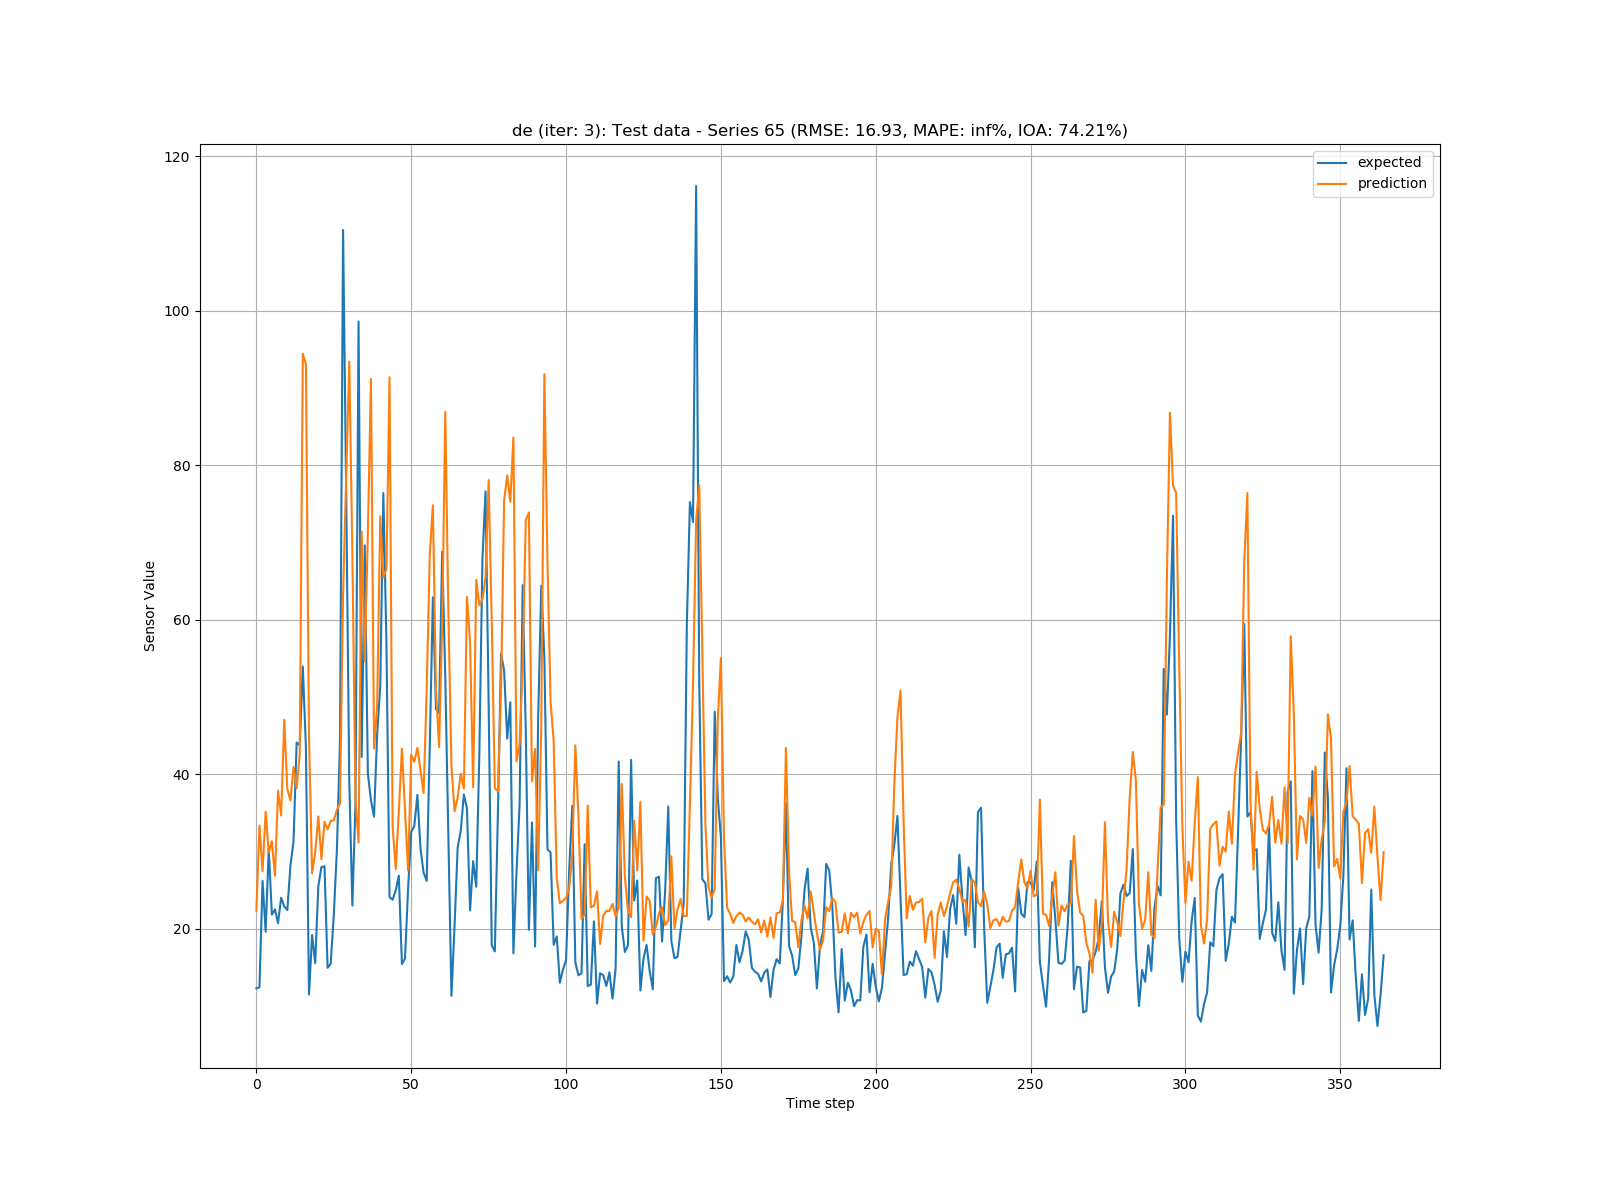 de (iter: 3): Test data - Series 65 (RMSE: 16.93, MAPE: inf%, IOA: 74.21%)
expected
prediction
120
100
80
60
40
20
Sensor Value
0 50 100 150 200 250 300 350
Time step